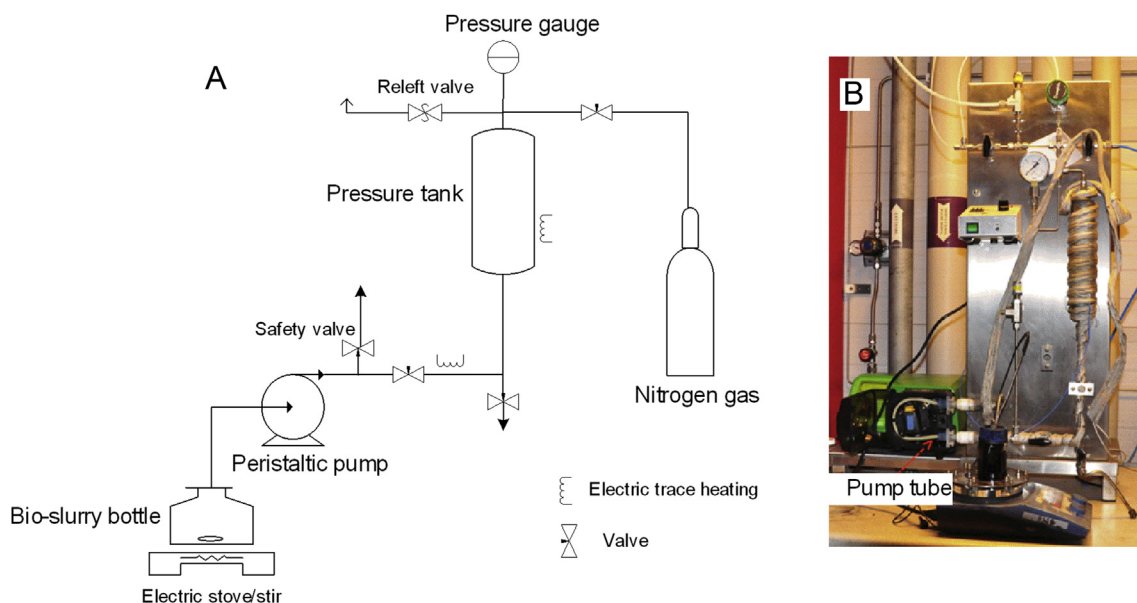 Pressure gauge
A
B
Releft valve
Pressure tank
Safety valve
Nitrogen gas
Peristaltic pump
Pump tube
Electric trace heating
Bio-slurry bottle
Valve
Electric stove/stir